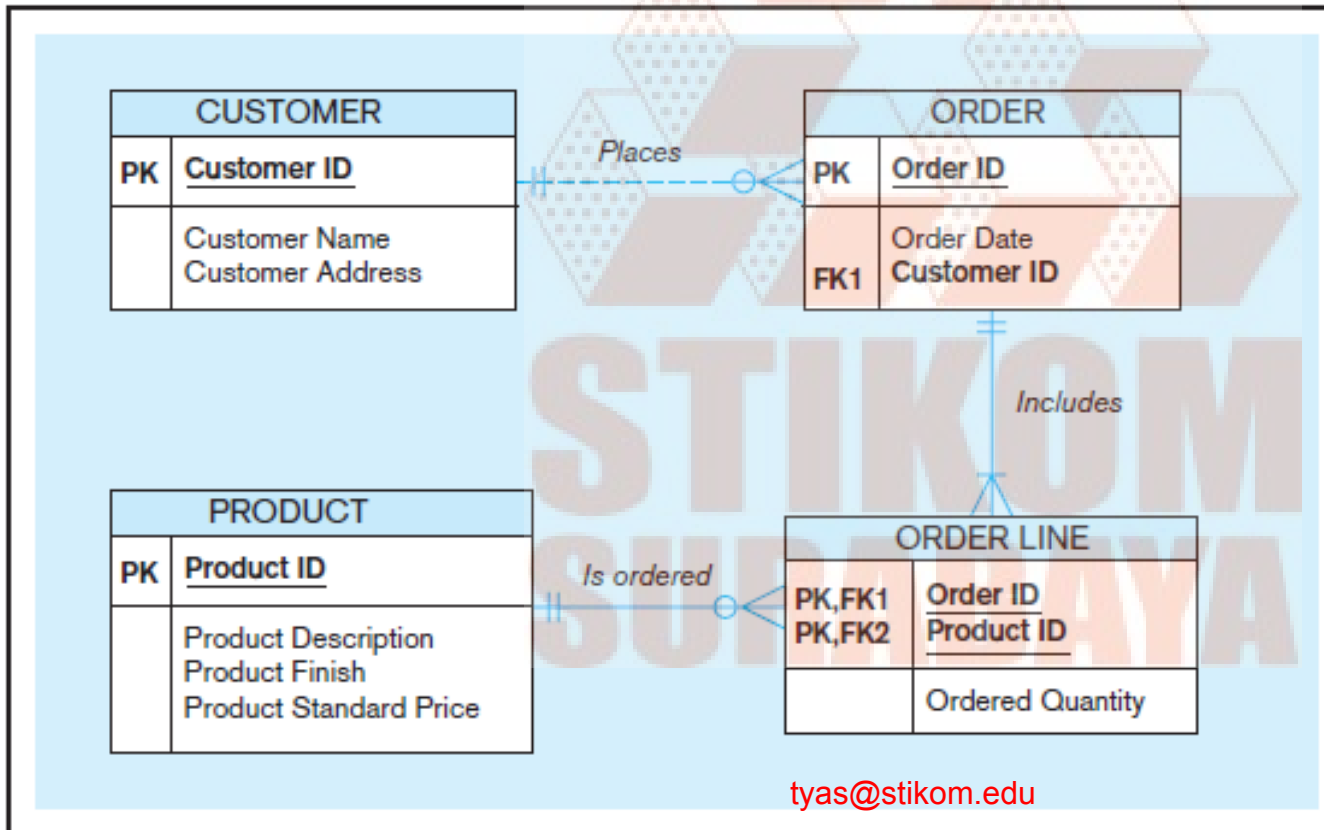 CUSTOMER
PK Customer ID
Customer Name
Customer Address
Places
ORDER
PK Order ID
Order Date
FK1 Customer ID
Includes
PRODUCT
PK Product ID
Product Description
Product Finish
Product Standard Price
Is ordered
ORDER LINE
PK,FK1 Order ID
PK,FK2 Product ID
Ordered Quantity
STIKOM
SURABAYA
tyas@stikom.edu